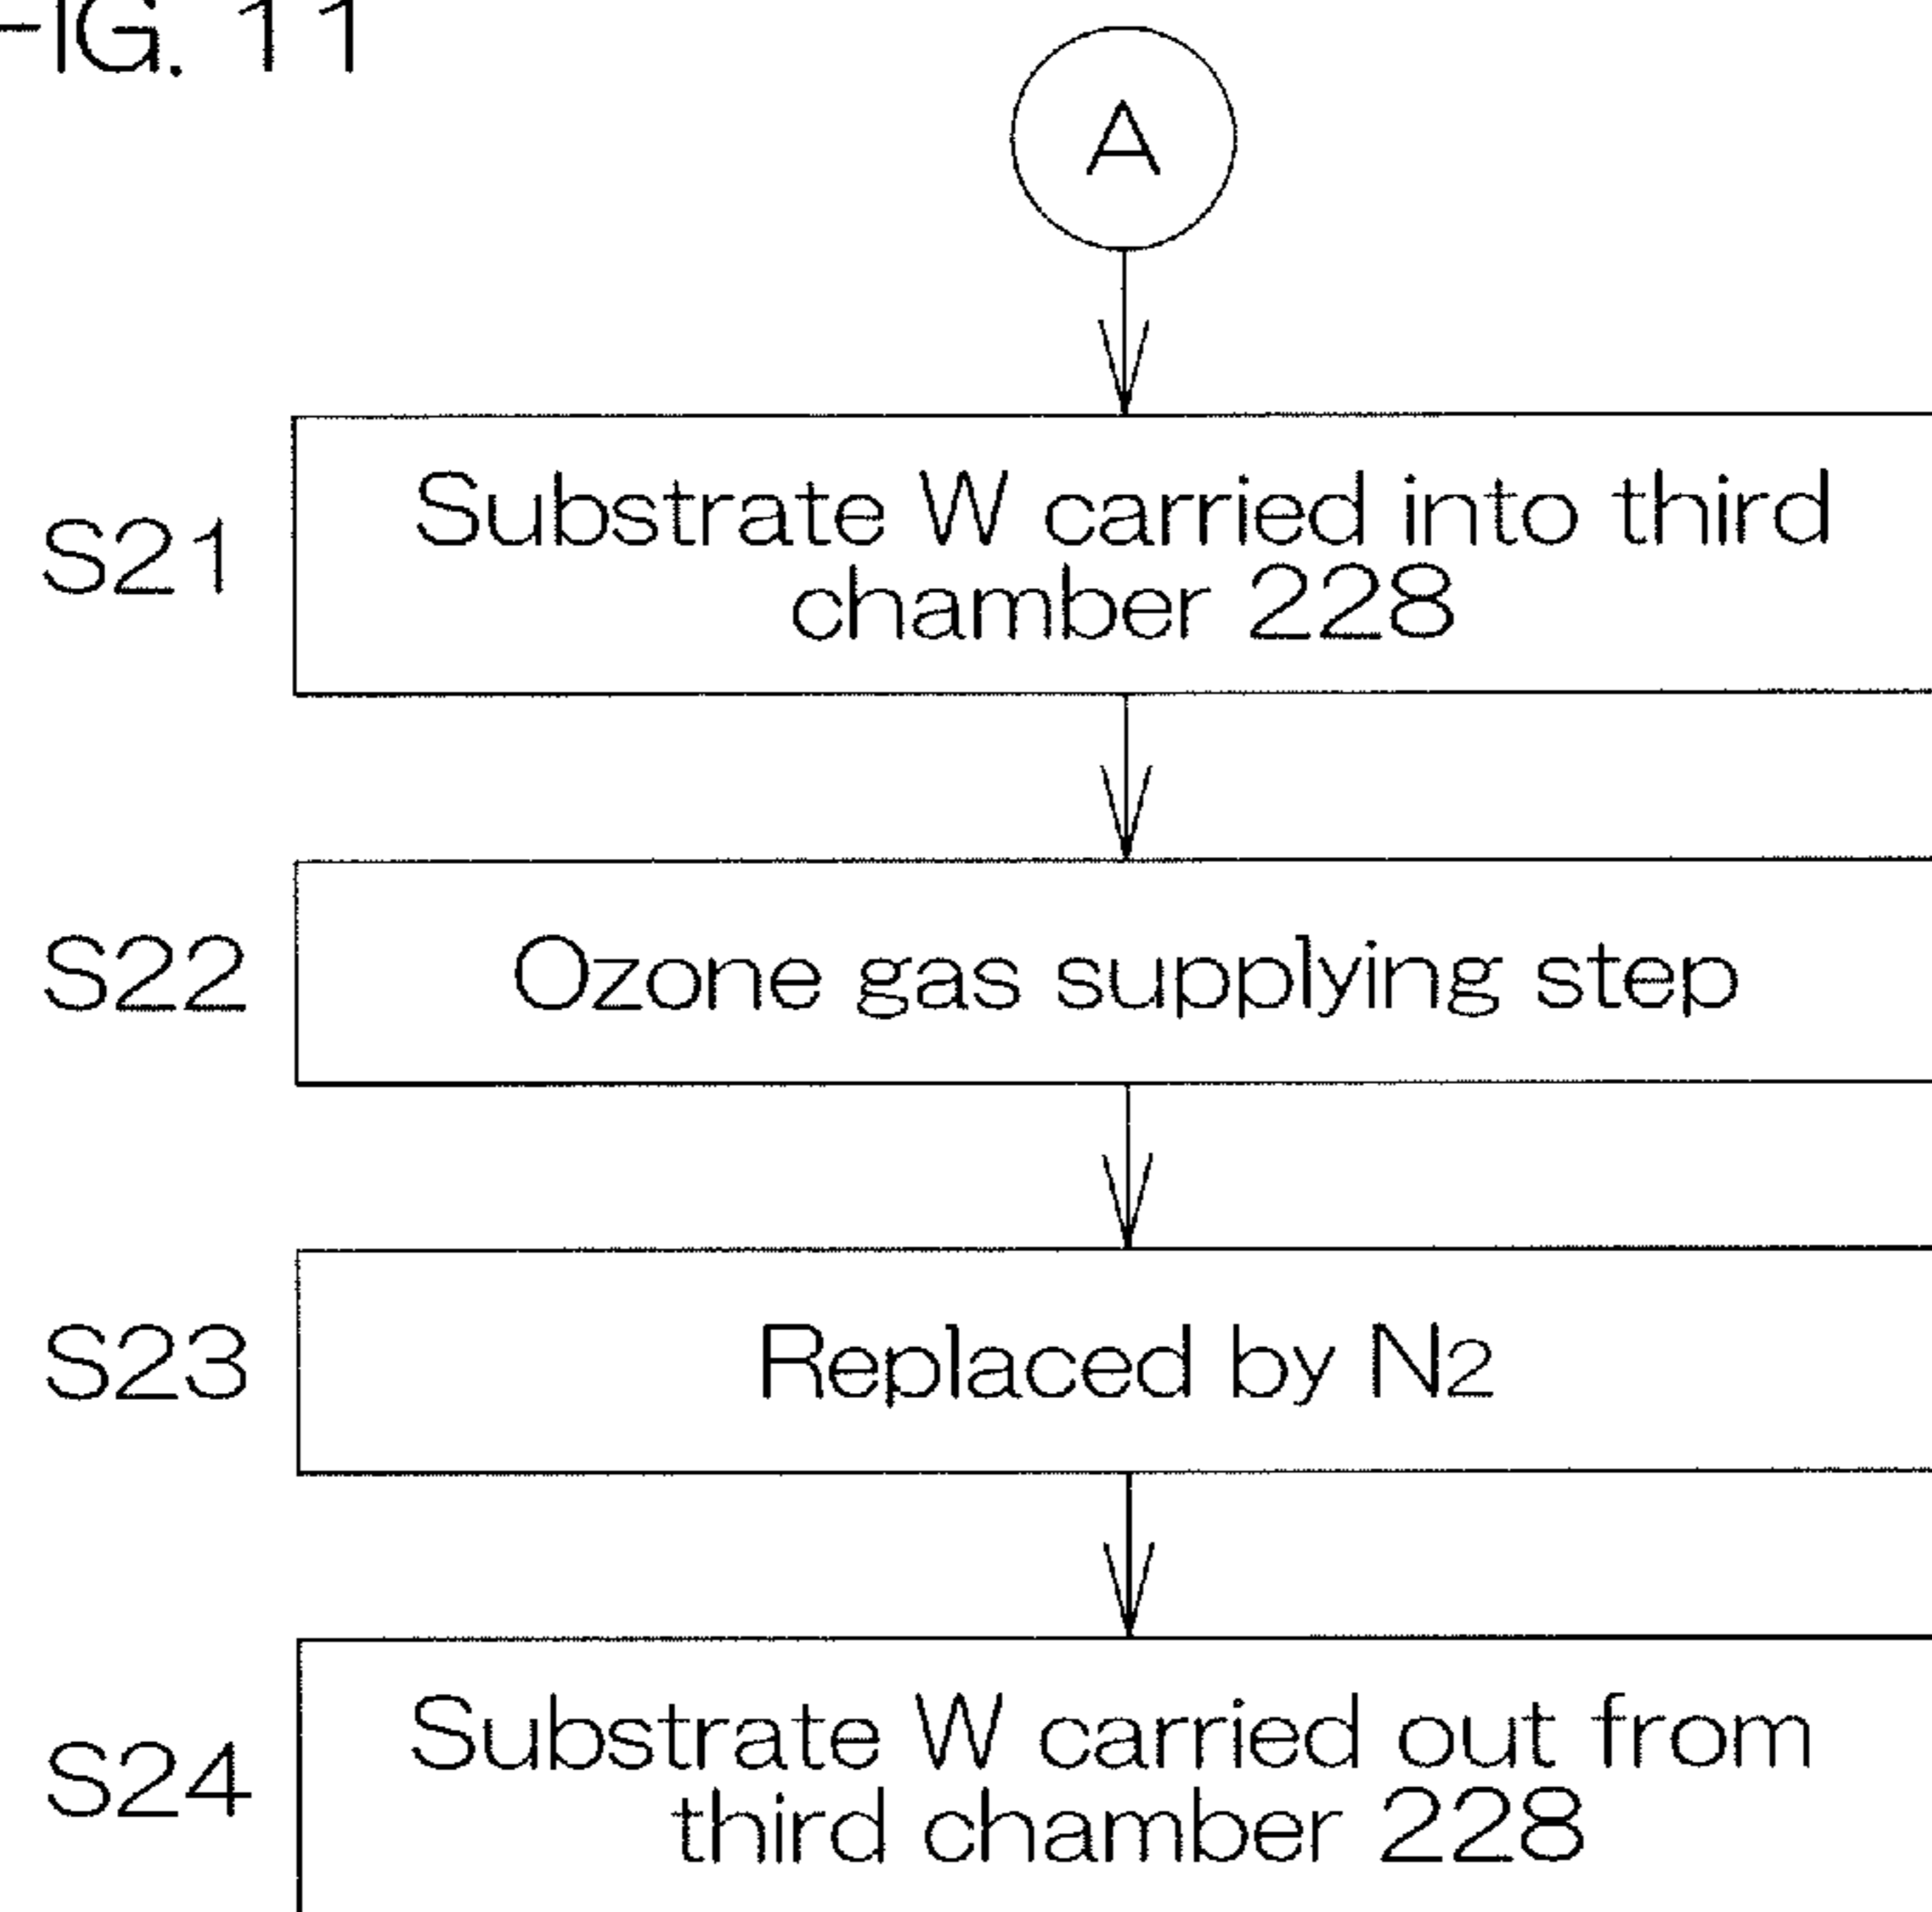 FIG. 11
A
S21
Substrate W carried into third
chamber 228
S22
Ozone gas supplying step
S23
Replaced by N2
S24
Substrate W carried out from
third chamber 228